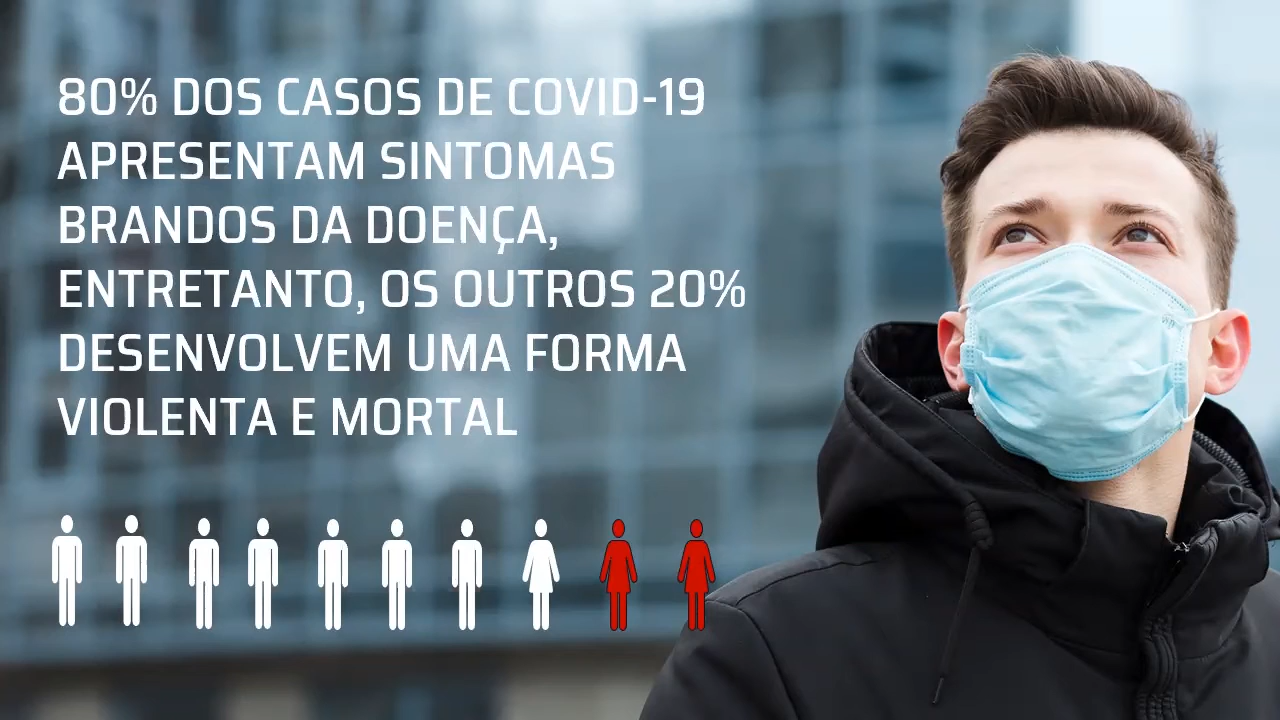 80% DOS CASOS DE COVID-19
APRESENTAM SINTOMAS
BRANDOS DA DOENÇA,
ENTRETANTO, OS OUTROS 20%
DESENVOLVEM UMA FORMA
VIOLENTA E MORTAL